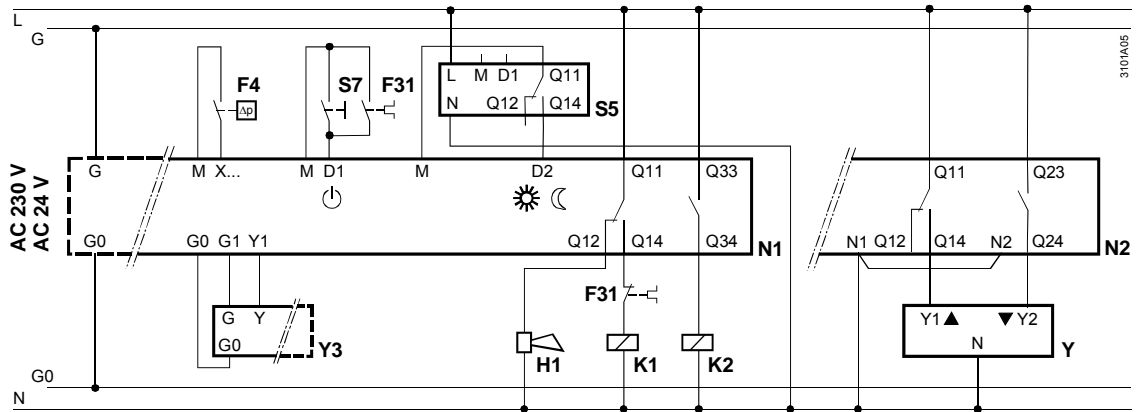 L
G
3101A05
L M D1 Q11
N Q12 Q14
S5
F4
Δp
S7 F31
AC 230 V
AC 24 V
G M X... M D1 M D2 Q11 Q33
G0 G0 G1 Y1 Q12 Q14 Q34
N1
Q11 Q23
N1 Q12 Q14 N2 Q24
N2
F31
G Y
G0
Y3
H1 K1 K2
Y1 ▲ ▼ Y2
N
Y
G0
N